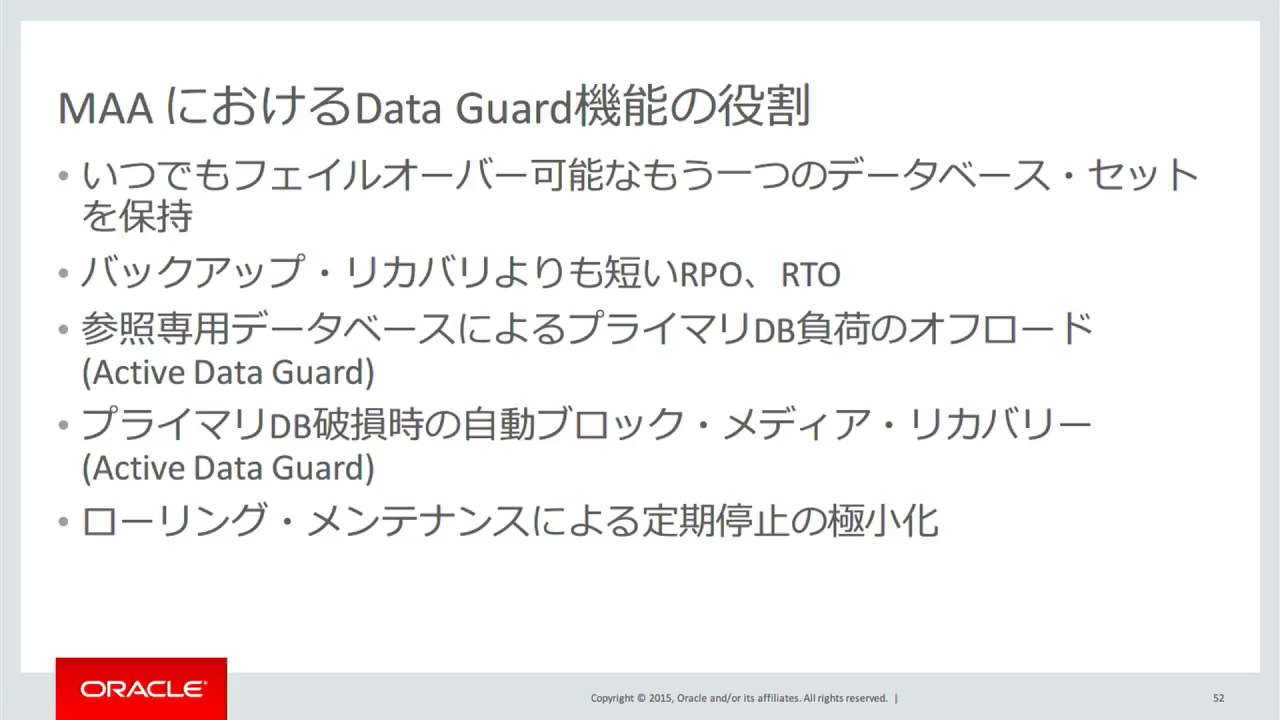 MAA におけるData Guard機能の役割
• いつでもフェイルオーバー可能なもう一つのデータベース・セット
を保持
• バックアップ・リカバリよりも短いRPO、RTO
• 参照専用データベースによるプライマリDB負荷のオフロード
(Active Data Guard)
• プライマリDB破損時の自動ブロック・メディア・リカバリー
(Active Data Guard)
• ローリング・メンテナンスによる定期停止の極小化
ORACLE®
Copyright © 2015, Oracle and/or its affiliates. All rights reserved. |
52